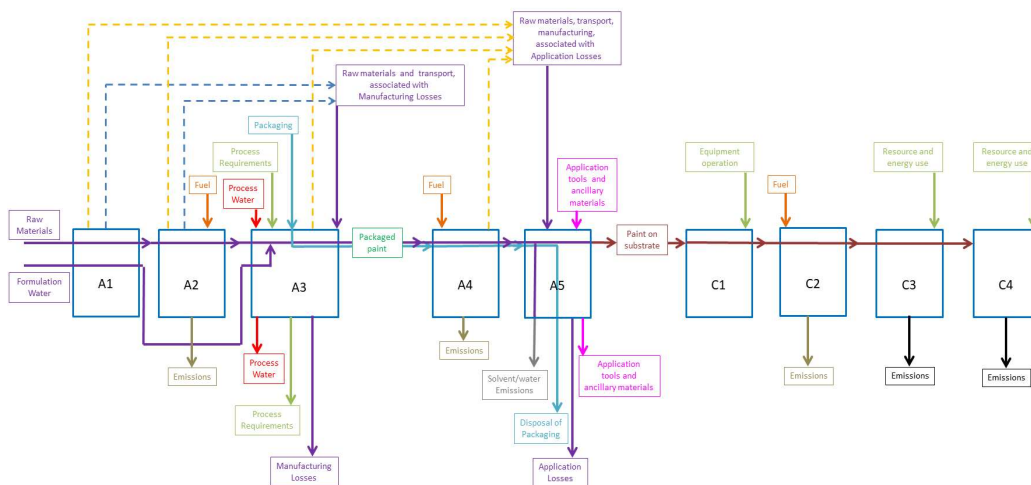 Raw materials, transport,
manufacturing,
associated with
Application Losses
Raw materials and transport,
associated with
Manufacturing Losses
Packaging
Process
Requirements
Equipment
operation
Resource and
energy use
Resource and
energy use
Application
tools and
ancillary
materials
Fuel
Process
Water
Fuel
Fuel
Raw
Materials
Packaged
paint
Paint on
substrate
Formulation
Water
A1
A2
A3
A4
A5
C1
C2
C3
C4
Emissions
Process
Water
Emissions
Solvent/water
Emissions
Application
tools and
ancillary materials
Emissions
Emissions
Emissions
Process
Requirements
Disposal of
Packaging
Manufacturing
Losses
Application
Losses